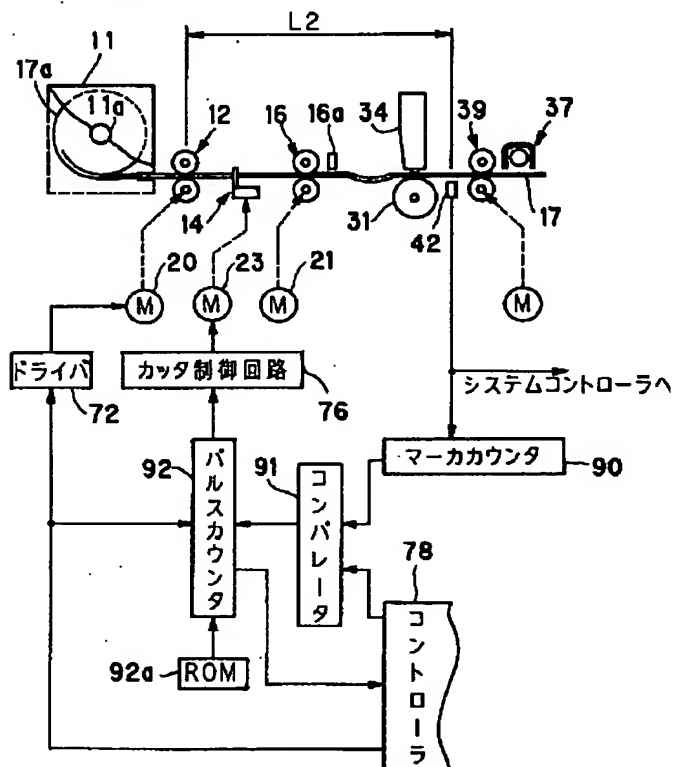 L2
11
17a
11a
12
16
16a
34
39
37
14
31
42
17
20
23
21
M
M
M
M
ドライバ
72
カッタ制御回路
76
システムコントローラへ
マーカカウンタ
90
92
パルスカウンタ
91
コンパレータ
78
コントローラ
92a
ROM